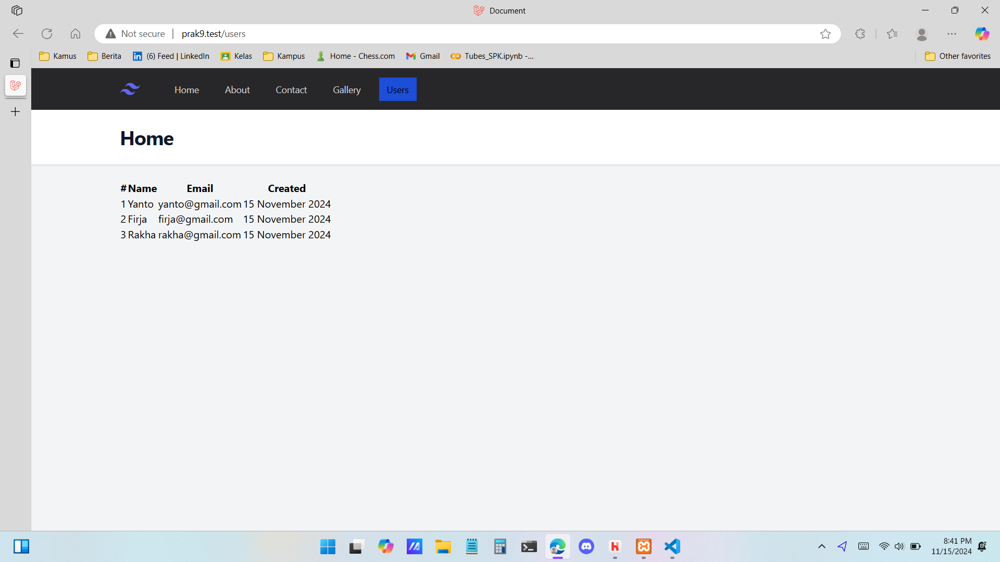 Document
Not secure prak9.test/users
Kamus Berita (6) Feed | LinkedIn Kelas Kampus Home - Chess.com Gmail Tubes_SPK.ipynb -... Other favorites
Home About Contact Gallery Users
Home
# Name Email Created
1 Yanto yanto@gmail.com 15 November 2024
2 Firja firja@gmail.com 15 November 2024
3 Rakha rakha@gmail.com 15 November 2024
8:41 PM
11/15/2024